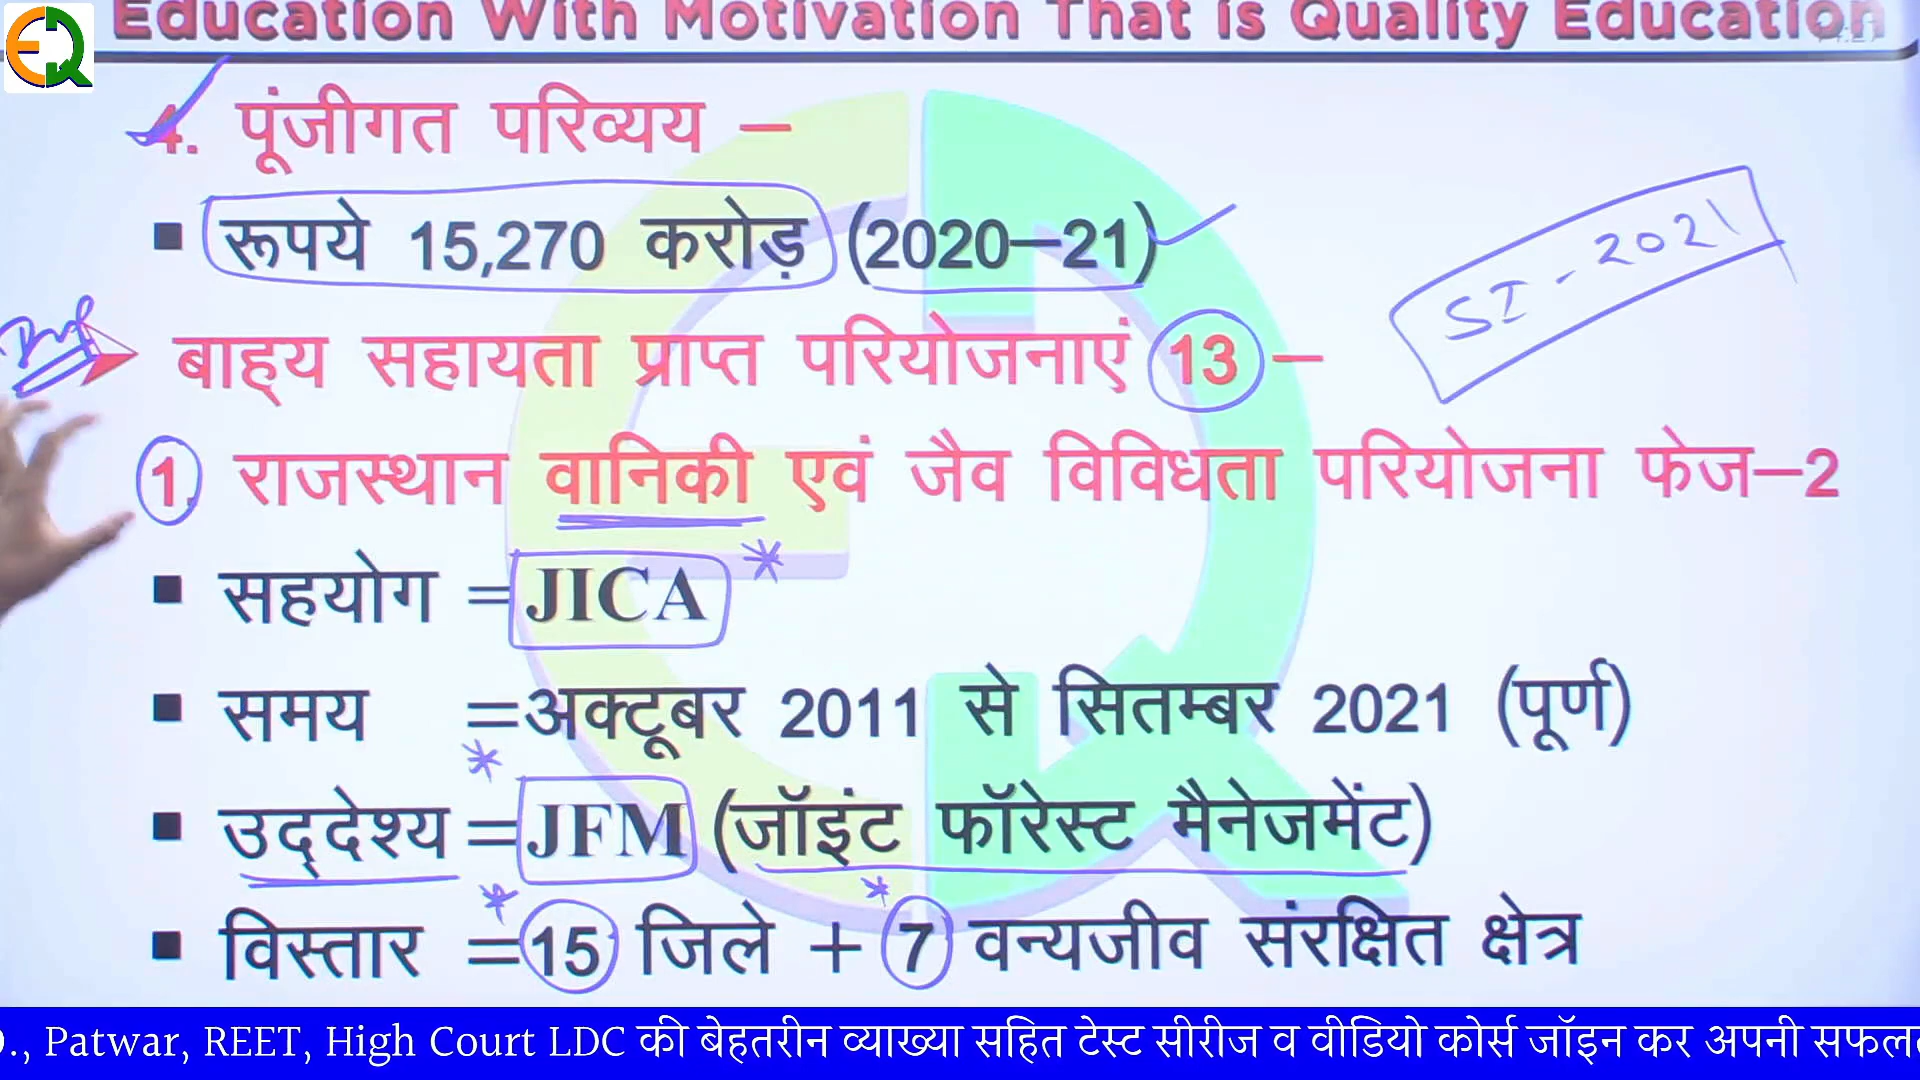 Education With Motivation That is Quality Education
4. पूंजीगत परिव्यय –
▪ रूपये 15,270 करोड़ (2020–21)
SI - 2021
बाह्य सहायता प्राप्त परियोजनाएं 13 –
1. राजस्थान वानिकी एवं जैव विविधता परियोजना फेज–2
▪ सहयोग = JICA *
▪ समय = अक्टूबर 2011 से सितम्बर 2021 (पूर्ण)
▪ उद्देश्य = JFM (जॉइंट फॉरेस्ट मैनेजमेंट)
▪ विस्तार = 15 जिले + 7 वन्यजीव संरक्षित क्षेत्र
., Patwar, REET, High Court LDC की बेहतरीन व्याख्या सहित टेस्ट सीरीज व वीडियो कोर्स जॉइन कर अपनी